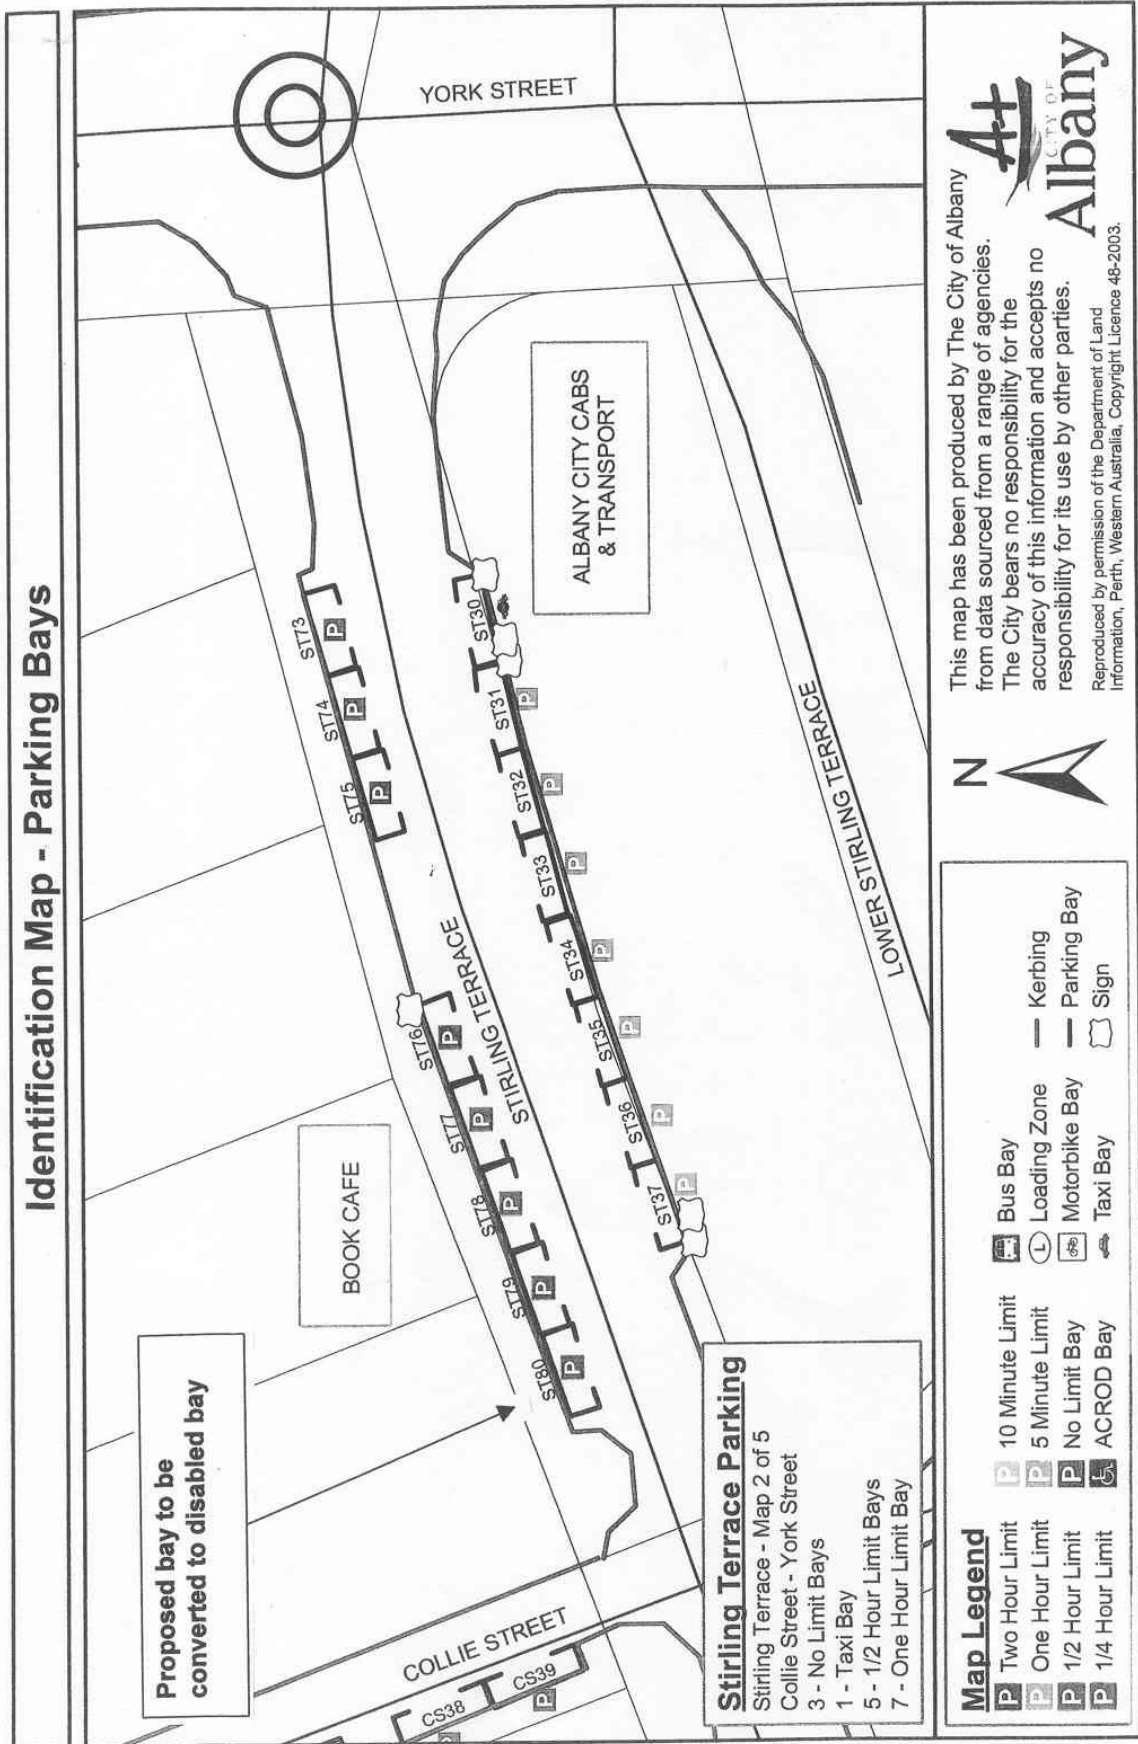 Identification Map - Parking Bays
YORK STREET
Proposed bay to be
converted to disabled bay
BOOK CAFE
ALBANY CITY CABS
& TRANSPORT
ST73
ST74
ST75
ST76
ST77
ST78
ST79
ST80
P
P
P
P
P
P
P
P
STIRLING TERRACE
ST30
ST31
ST32
ST33
ST34
ST35
ST36
ST37
P
P
P
P
P
P
P
LOWER STIRLING TERRACE
COLLIE STREET
CS38
CS39
P
P
Stirling Terrace Parking
Stirling Terrace - Map 2 of 5
Collie Street - York Street
3 - No Limit Bays
1 - Taxi Bay
5 - 1/2 Hour Limit Bays
7 - One Hour Limit Bay
Map Legend
P Two Hour Limit
P One Hour Limit
P 1/2 Hour Limit
P 1/4 Hour Limit
P 10 Minute Limit
P 5 Minute Limit
P No Limit Bay
ACROD Bay
Bus Bay
L Loading Zone
Motorbike Bay
Taxi Bay
Kerbing
Parking Bay
Sign
N
This map has been produced by The City of Albany
from data sourced from a range of agencies.
The City bears no responsibility for the
accuracy of this information and accepts no
responsibility for its use by other parties.
Reproduced by permission of the Department of Land
Information, Perth, Western Australia, Copyright Licence 48-2003.
A+
CITY OF
Albany